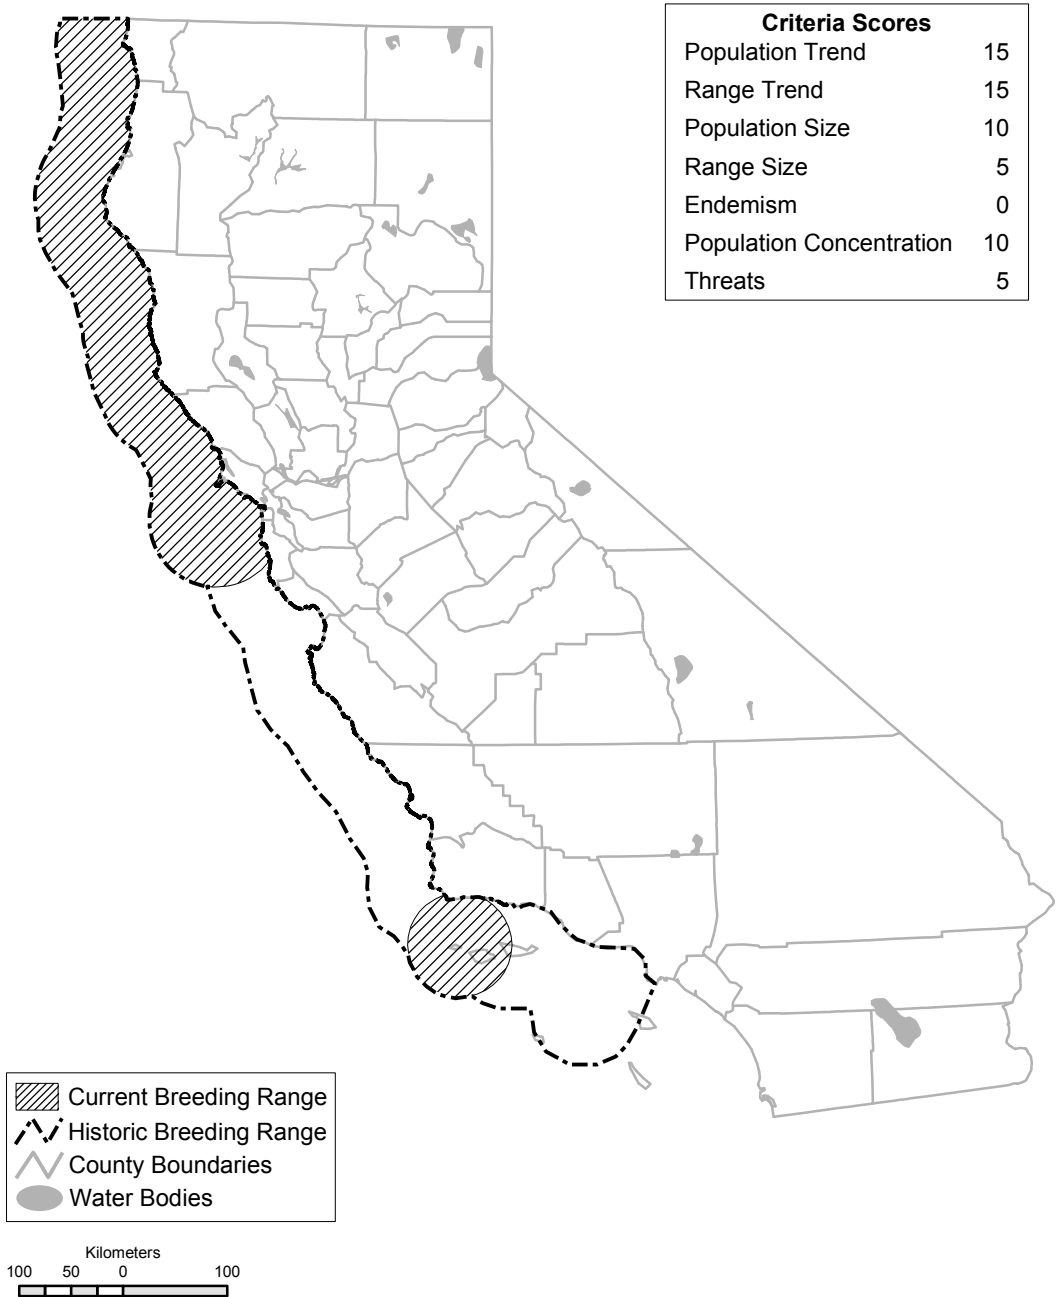 Criteria Scores
Population Trend 15
Range Trend 15
Population Size 10
Range Size 5
Endemism 0
Population Concentration 10
Threats 5
Current Breeding Range
Historic Breeding Range
County Boundaries
Water Bodies
Kilometers
100 50 0 100